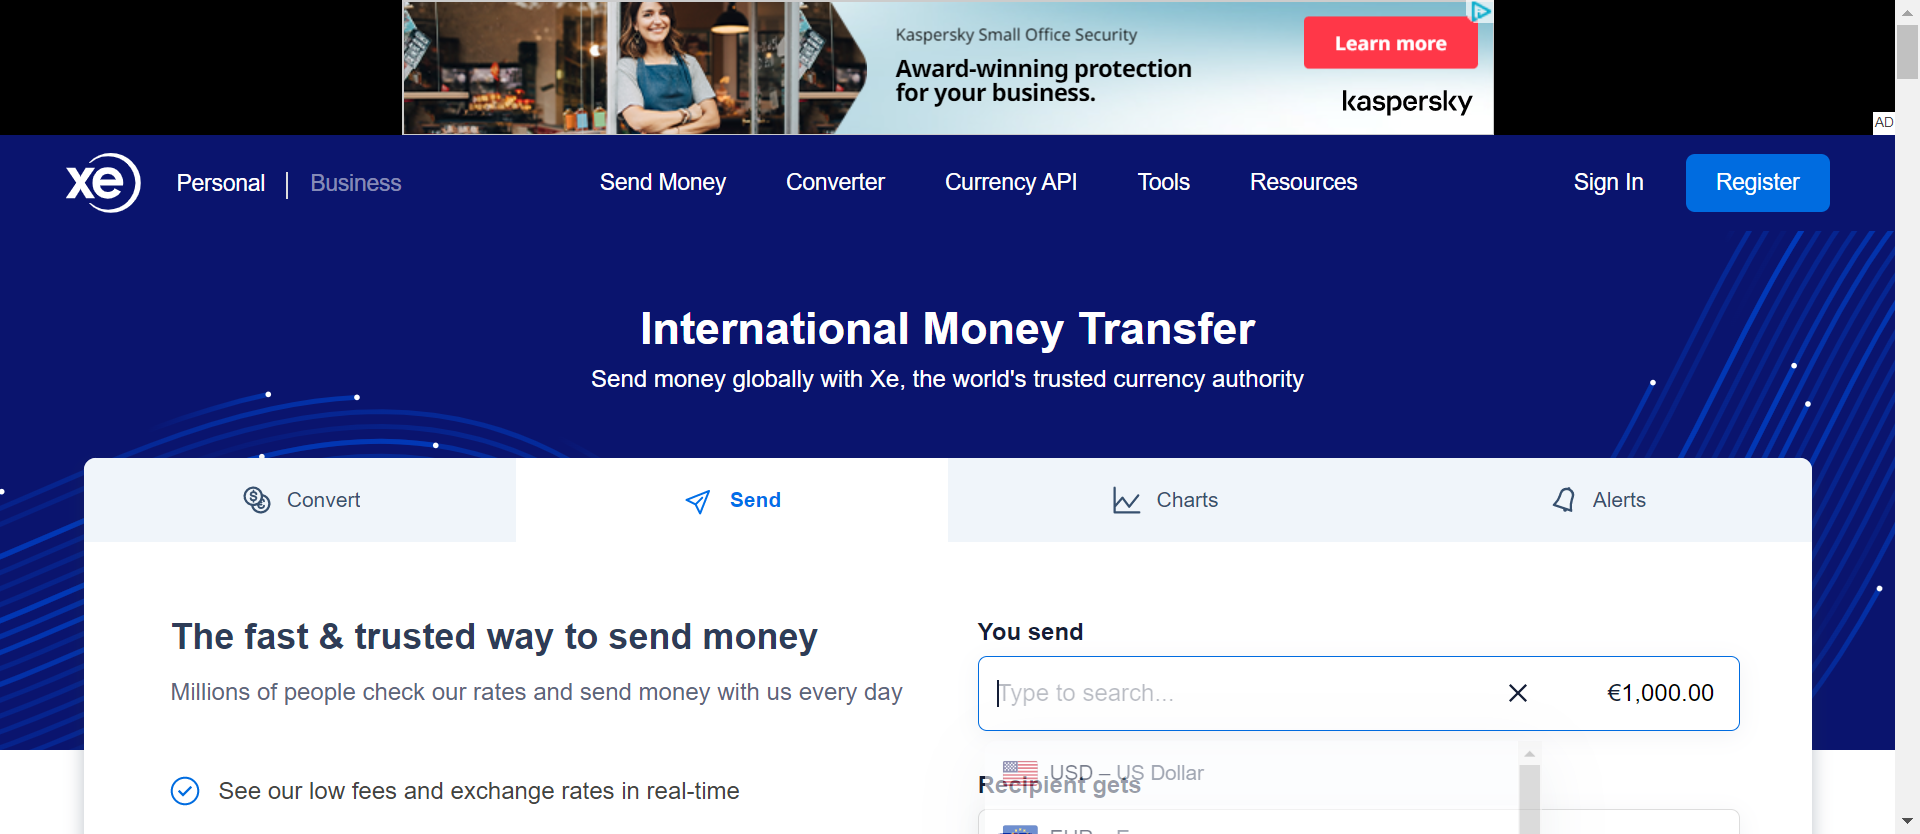 Kaspersky Small Office Security
Award-winning protection
for your business.
Learn more
kaspersky
AD
xe
Personal
Business
Send Money
Converter
Currency API
Tools
Resources
Sign In
Register
International Money Transfer
Send money globally with Xe, the world's trusted currency authority
Convert
Send
Charts
Alerts
The fast & trusted way to send money
Millions of people check our rates and send money with us every day
See our low fees and exchange rates in real-time
You send
Type to search...
€1,000.00
USD – US Dollar
Recipient gets